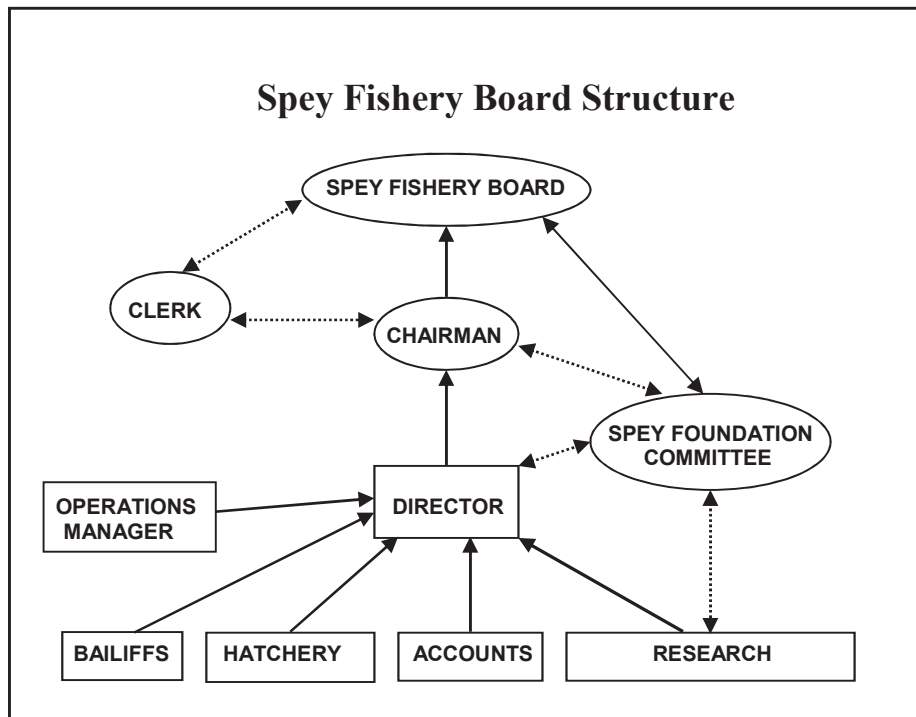 Spey Fishery Board Structure
SPEY FISHERY BOARD
CLERK
CHAIRMAN
SPEY FOUNDATION
COMMITTEE
OPERATIONS
MANAGER
DIRECTOR
BAILIFFS
HATCHERY
ACCOUNTS
RESEARCH